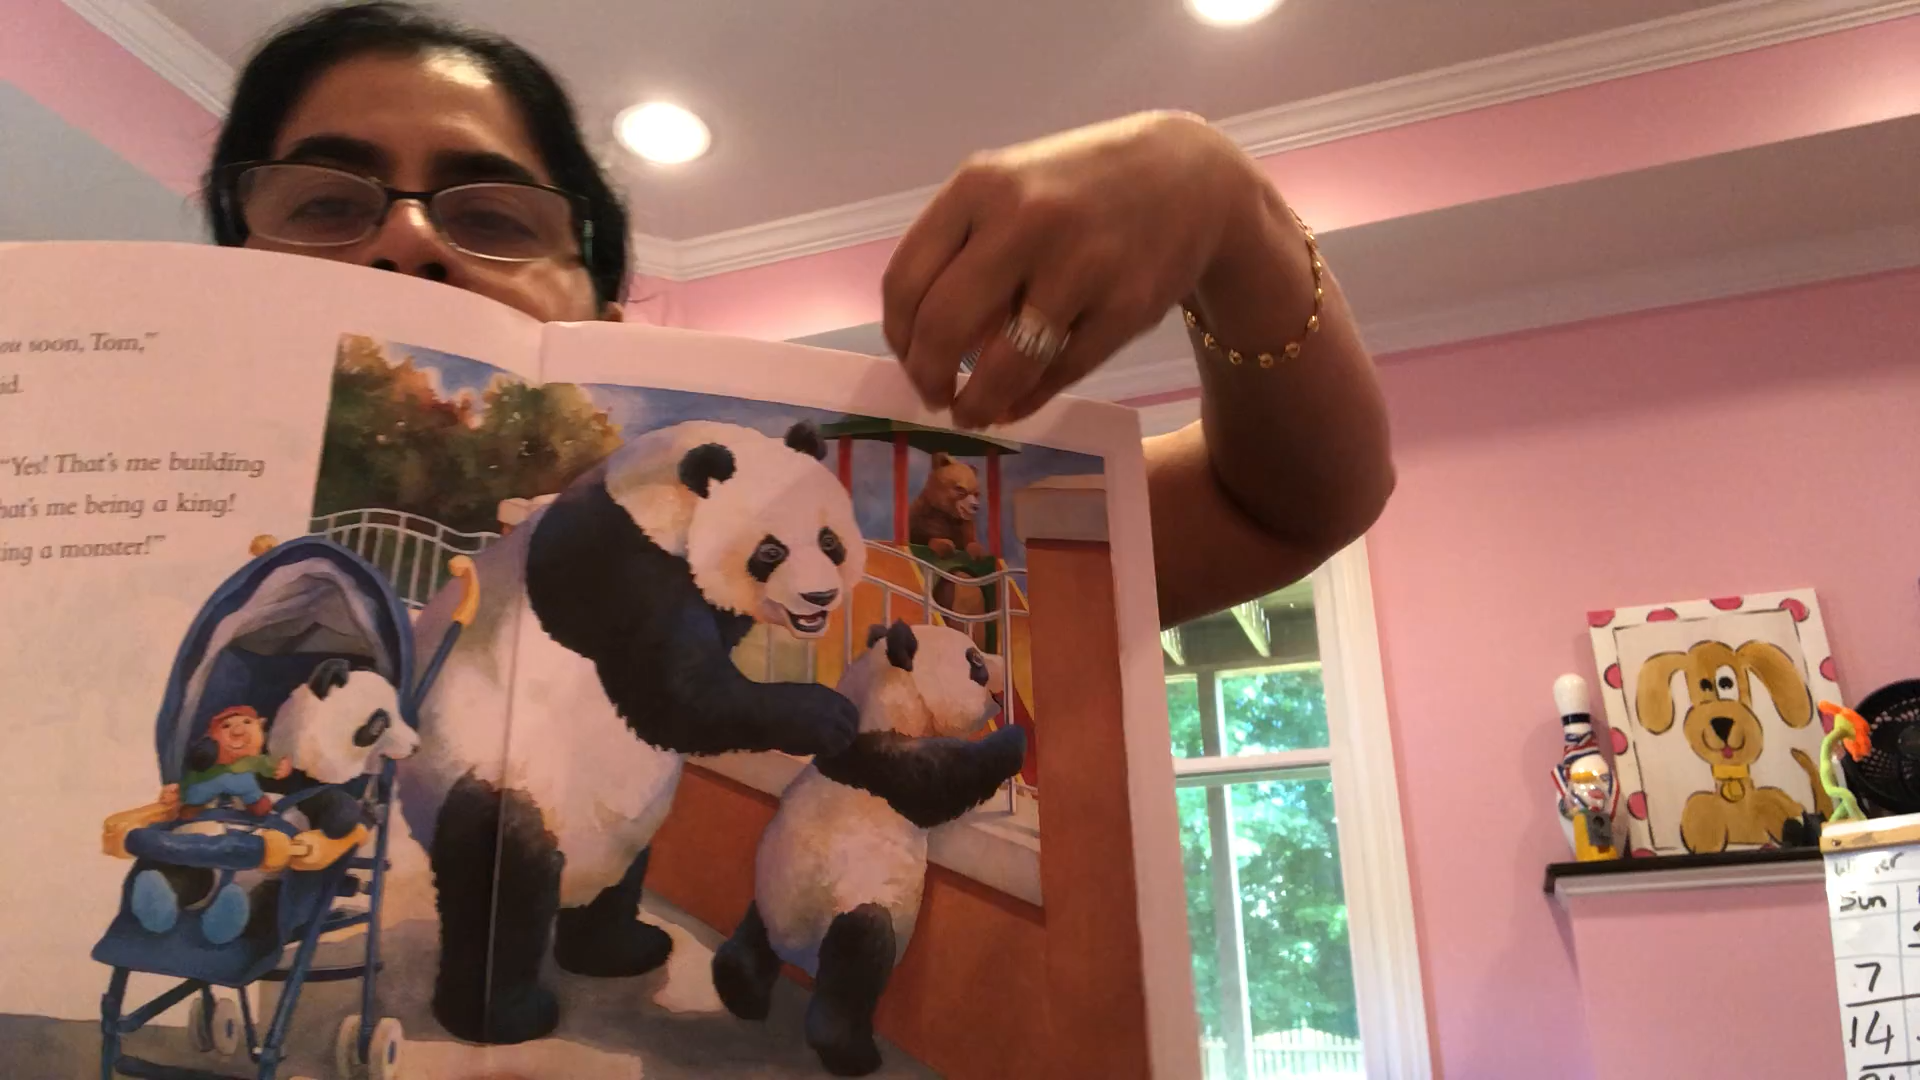 you soon, Tom,"
id.
"Yes! That's me building
hat's me being a king!
ing a monster!"
Sun
7
14